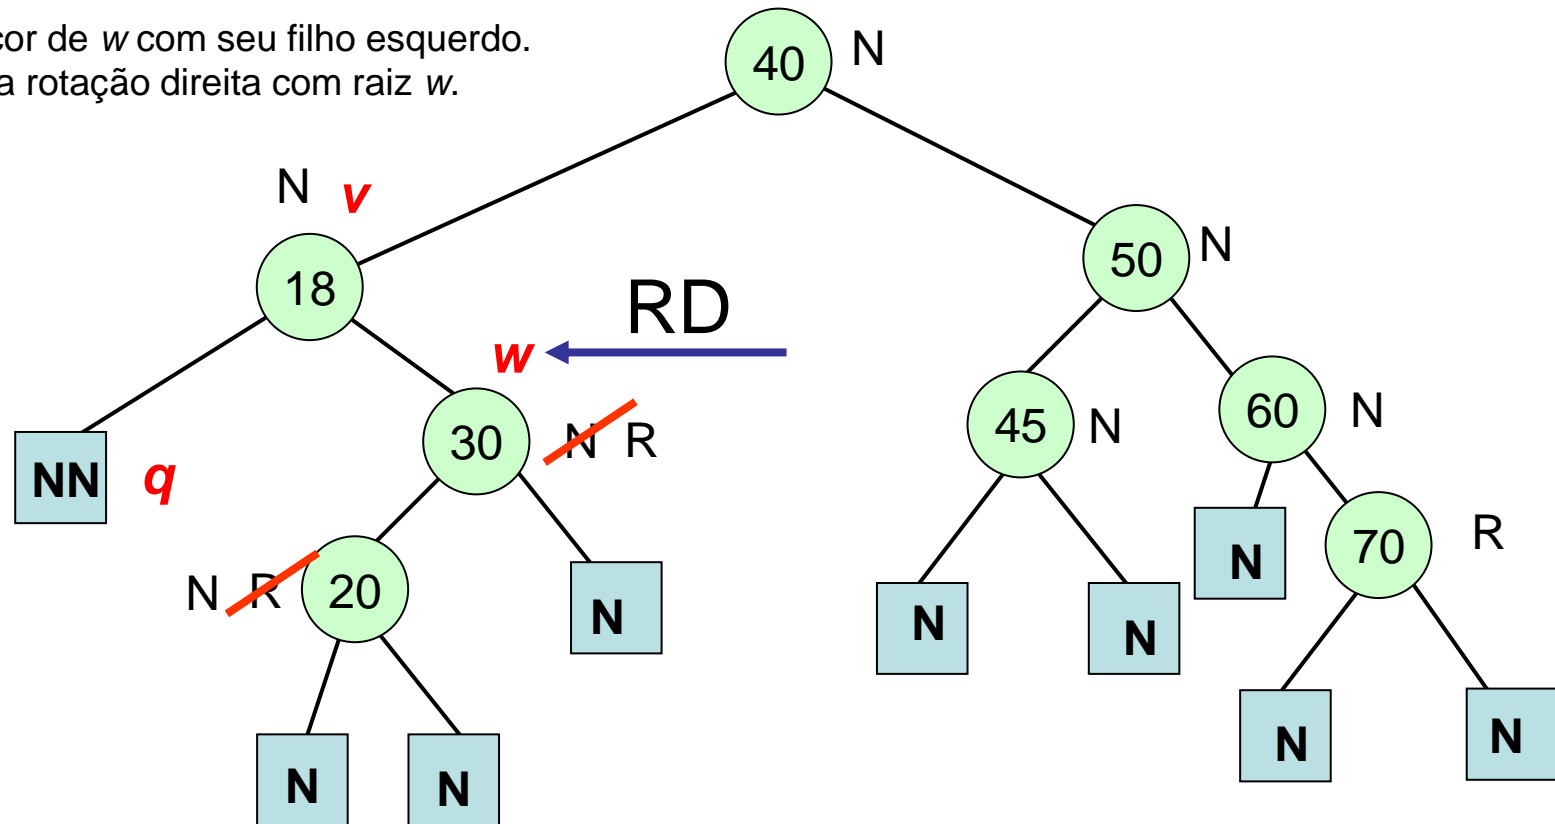 cor de w com seu filho esquerdo.
a rotação direita com raiz w.
40 N
N v
18
50 N
RD
w
30 N R
45 N
60 N
NN q
N R 20
N
N
N
N
70 R
N
N
N
N